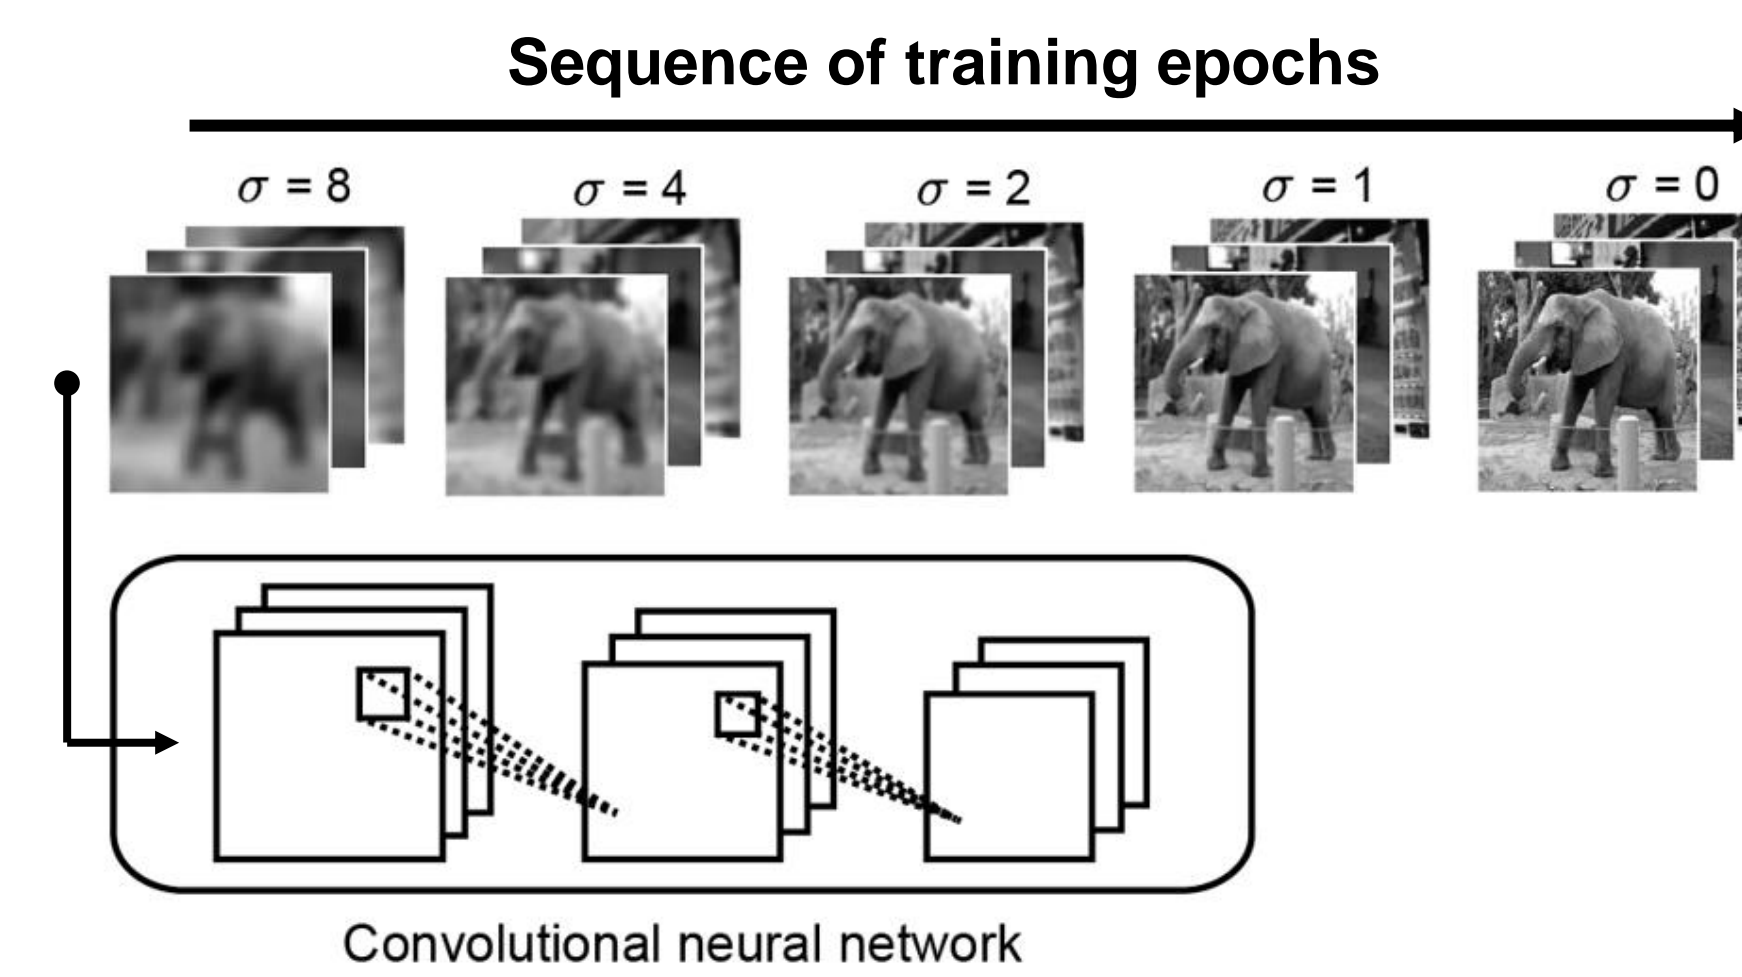 Sequence of training epochs
σ = 8
σ = 4
σ = 2
σ = 1
σ = 0
Convolutional neural network